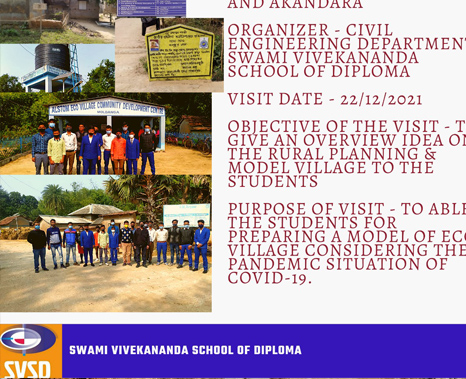 AND AKANDARA
ORGANIZER - CIVIL
ENGINEERING DEPARTMENT
SWAMI VIVEKANANDA
SCHOOL OF DIPLOMA
VISIT DATE - 22/12/2021
OBJECTIVE OF THE VISIT - T
GIVE AN OVERVIEW IDEA ON
THE RURAL PLANNING &
MODEL VILLAGE TO THE
STUDENTS
PURPOSE OF VISIT - TO ABLE
THE STUDENTS FOR
PREPARING A MODEL OF ECO
VILLAGE CONSIDERING THE
PANDEMIC SITUATION OF
COVID-19.
ALSTOM ECO VILLAGE COMMUNITY DEVELOPMENT CENTRE
MOLDANGA
SVSD
SWAMI VIVEKANANDA SCHOOL OF DIPLOMA